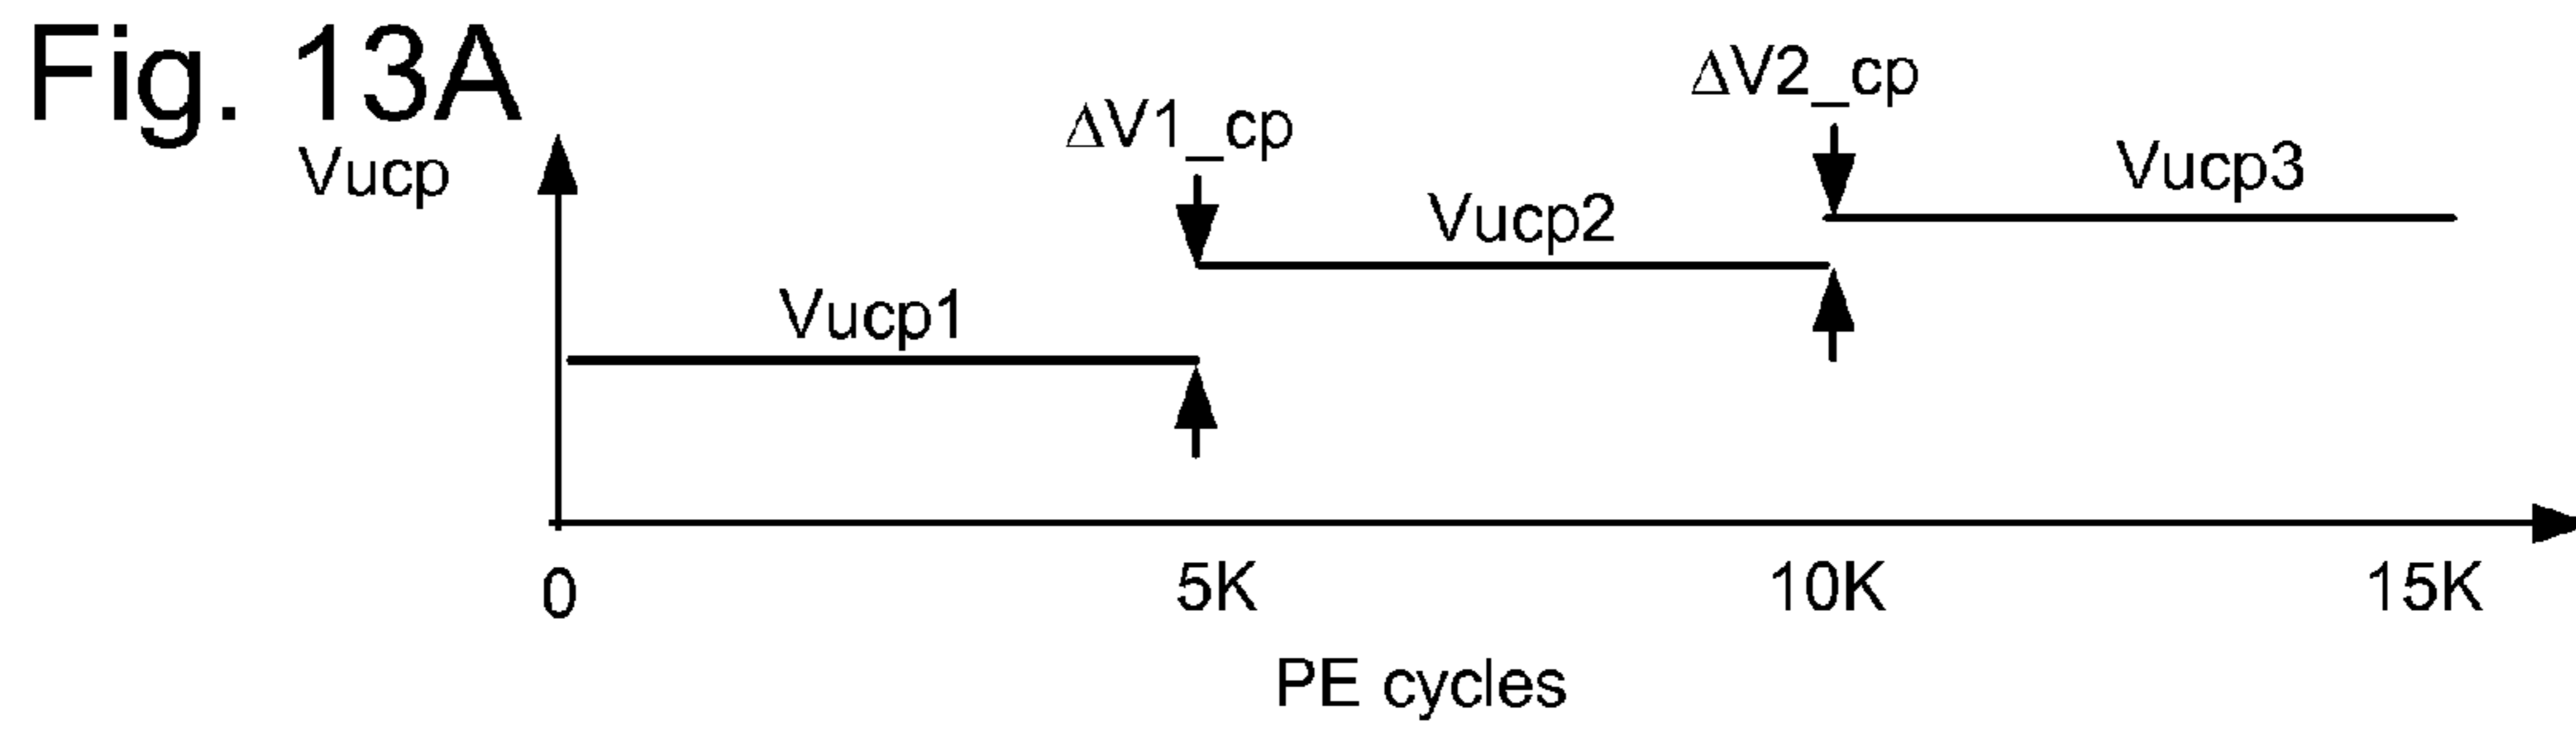 Fig. 13A
Vucp
ΔV1_cp
ΔV2_cp
Vucp1
Vucp2
Vucp3
0
5K
10K
15K
PE cycles